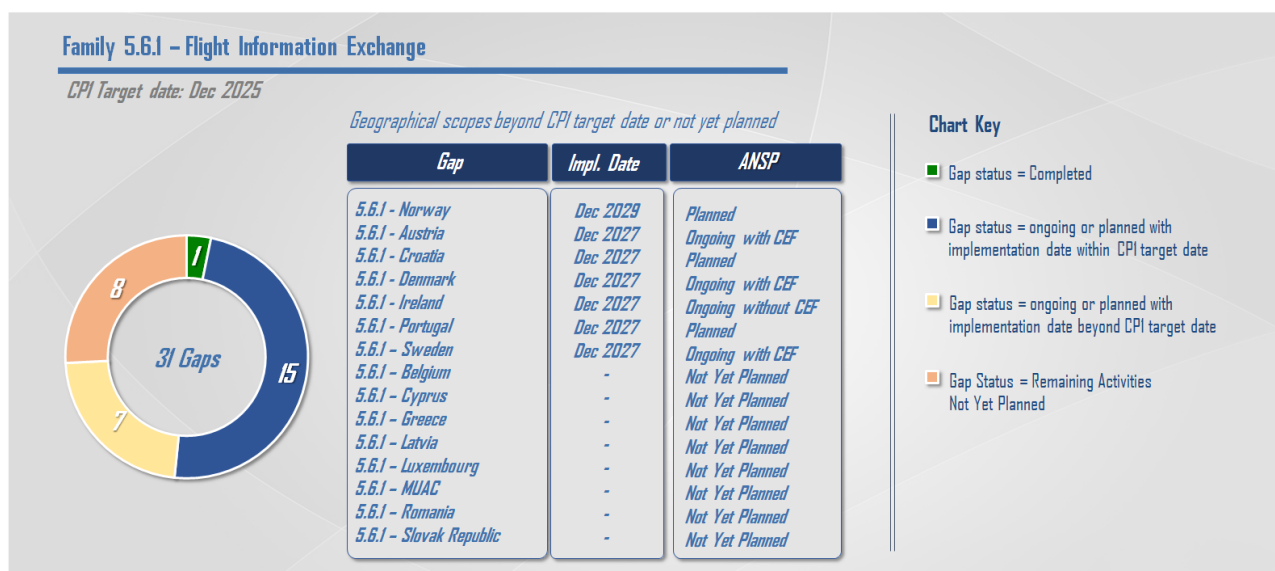 Family 5.6.1 – Flight Information Exchange
CP1 Target date: Dec 2025
Geographical scopes beyond CP1 target date or not yet planned
Gap Impl. Date ANSP
5.6.1 - Norway Dec 2029 Planned
5.6.1 - Austria Dec 2027 Ongoing with CEF
5.6.1 - Croatia Dec 2027 Planned
5.6.1 - Denmark Dec 2027 Ongoing with CEF
5.6.1 - Ireland Dec 2027 Ongoing without CEF
5.6.1 - Portugal Dec 2027 Planned
5.6.1 – Sweden Dec 2027 Ongoing with CEF
5.6.1 – Belgium - Not Yet Planned
5.6.1 – Cyprus - Not Yet Planned
5.6.1 – Greece - Not Yet Planned
5.6.1 – Latvia - Not Yet Planned
5.6.1 – Luxembourg - Not Yet Planned
5.6.1 – MUAC - Not Yet Planned
5.6.1 – Romania - Not Yet Planned
5.6.1 – Slovak Republic - Not Yet Planned
1
8
31 Gaps
15
7
Chart Key
Gap status = Completed
Gap status = ongoing or planned with
implementation date within CP1 target date
Gap status = ongoing or planned with
implementation date beyond CP1 target date
Gap Status = Remaining Activities
Not Yet Planned